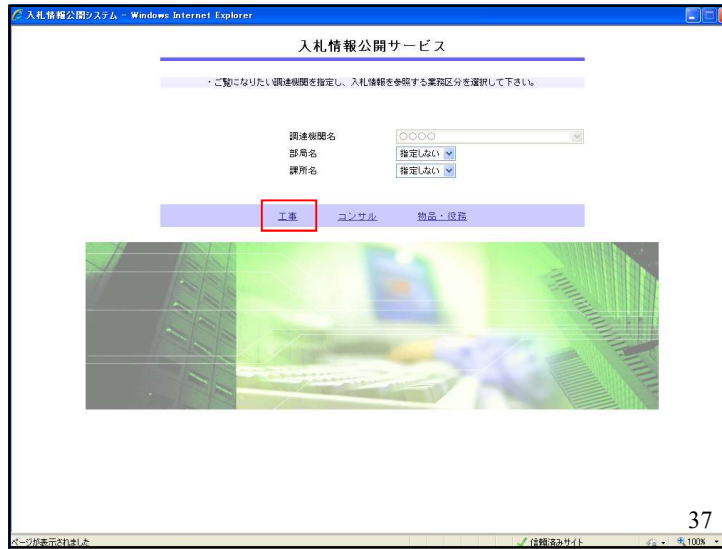 入札情報公開システム - Windows Internet Explorer
入札情報公開サービス
・ご覧になりたい調達機関を指定し、入札情報を参照する業務区分を選択して下さい。
調達機関名 ○○○○
部局名 指定しない
課所名 指定しない
工事 コンサル 物品・役務
37
ページが表示されました 信頼済みサイト 100%